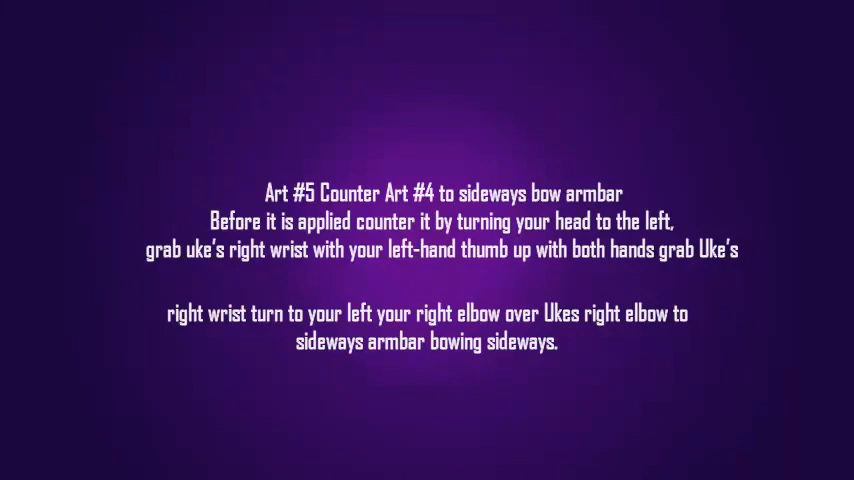 Art #5 Counter Art #4 to sideways bow armbar
Before it is applied counter it by turning your head to the left,
grab uke's right wrist with your left-hand thumb up with both hands grab Uke's
right wrist turn to your left your right elbow over Ukes right elbow to
sideways armbar bowing sideways.